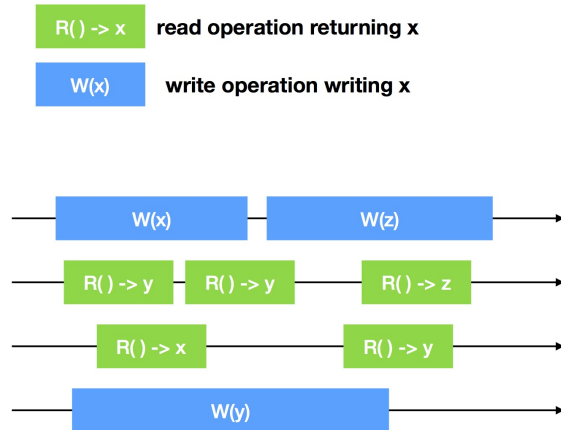 R( ) -> x read operation returning x
W(x) write operation writing x
W(x) W(z)
R( ) -> y R( ) -> y R( ) -> z
R( ) -> x R( ) -> y
W(y)